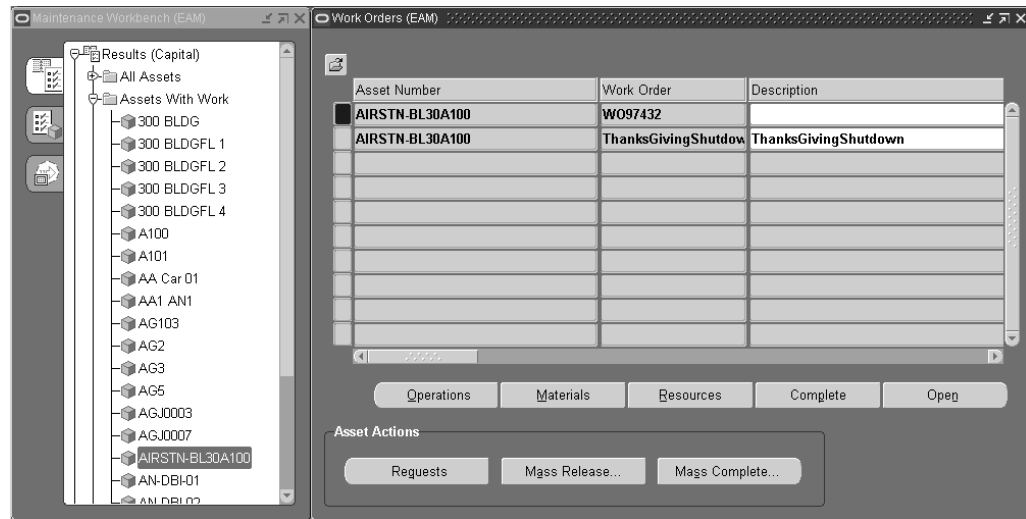 Maintenance Workbench (EAM)
Results (Capital)
All Assets
Assets With Work
300 BLDG
300 BLDGFL 1
300 BLDGFL 2
300 BLDGFL 3
300 BLDGFL 4
A100
A101
AA Car 01
AA1 AN1
AG103
AG2
AG3
AG5
AGJ0003
AGJ0007
AIRSTN-BL30A100
AN-DBI-01
AN-DBI-02
Work Orders (EAM)
Asset Number Work Order Description
AIRSTN-BL30A100 WO97432
AIRSTN-BL30A100 ThanksGivingShutdow ThanksGivingShutdown
Operations Materials Resources Complete Open
Asset Actions
Requests Mass Release... Mass Complete...